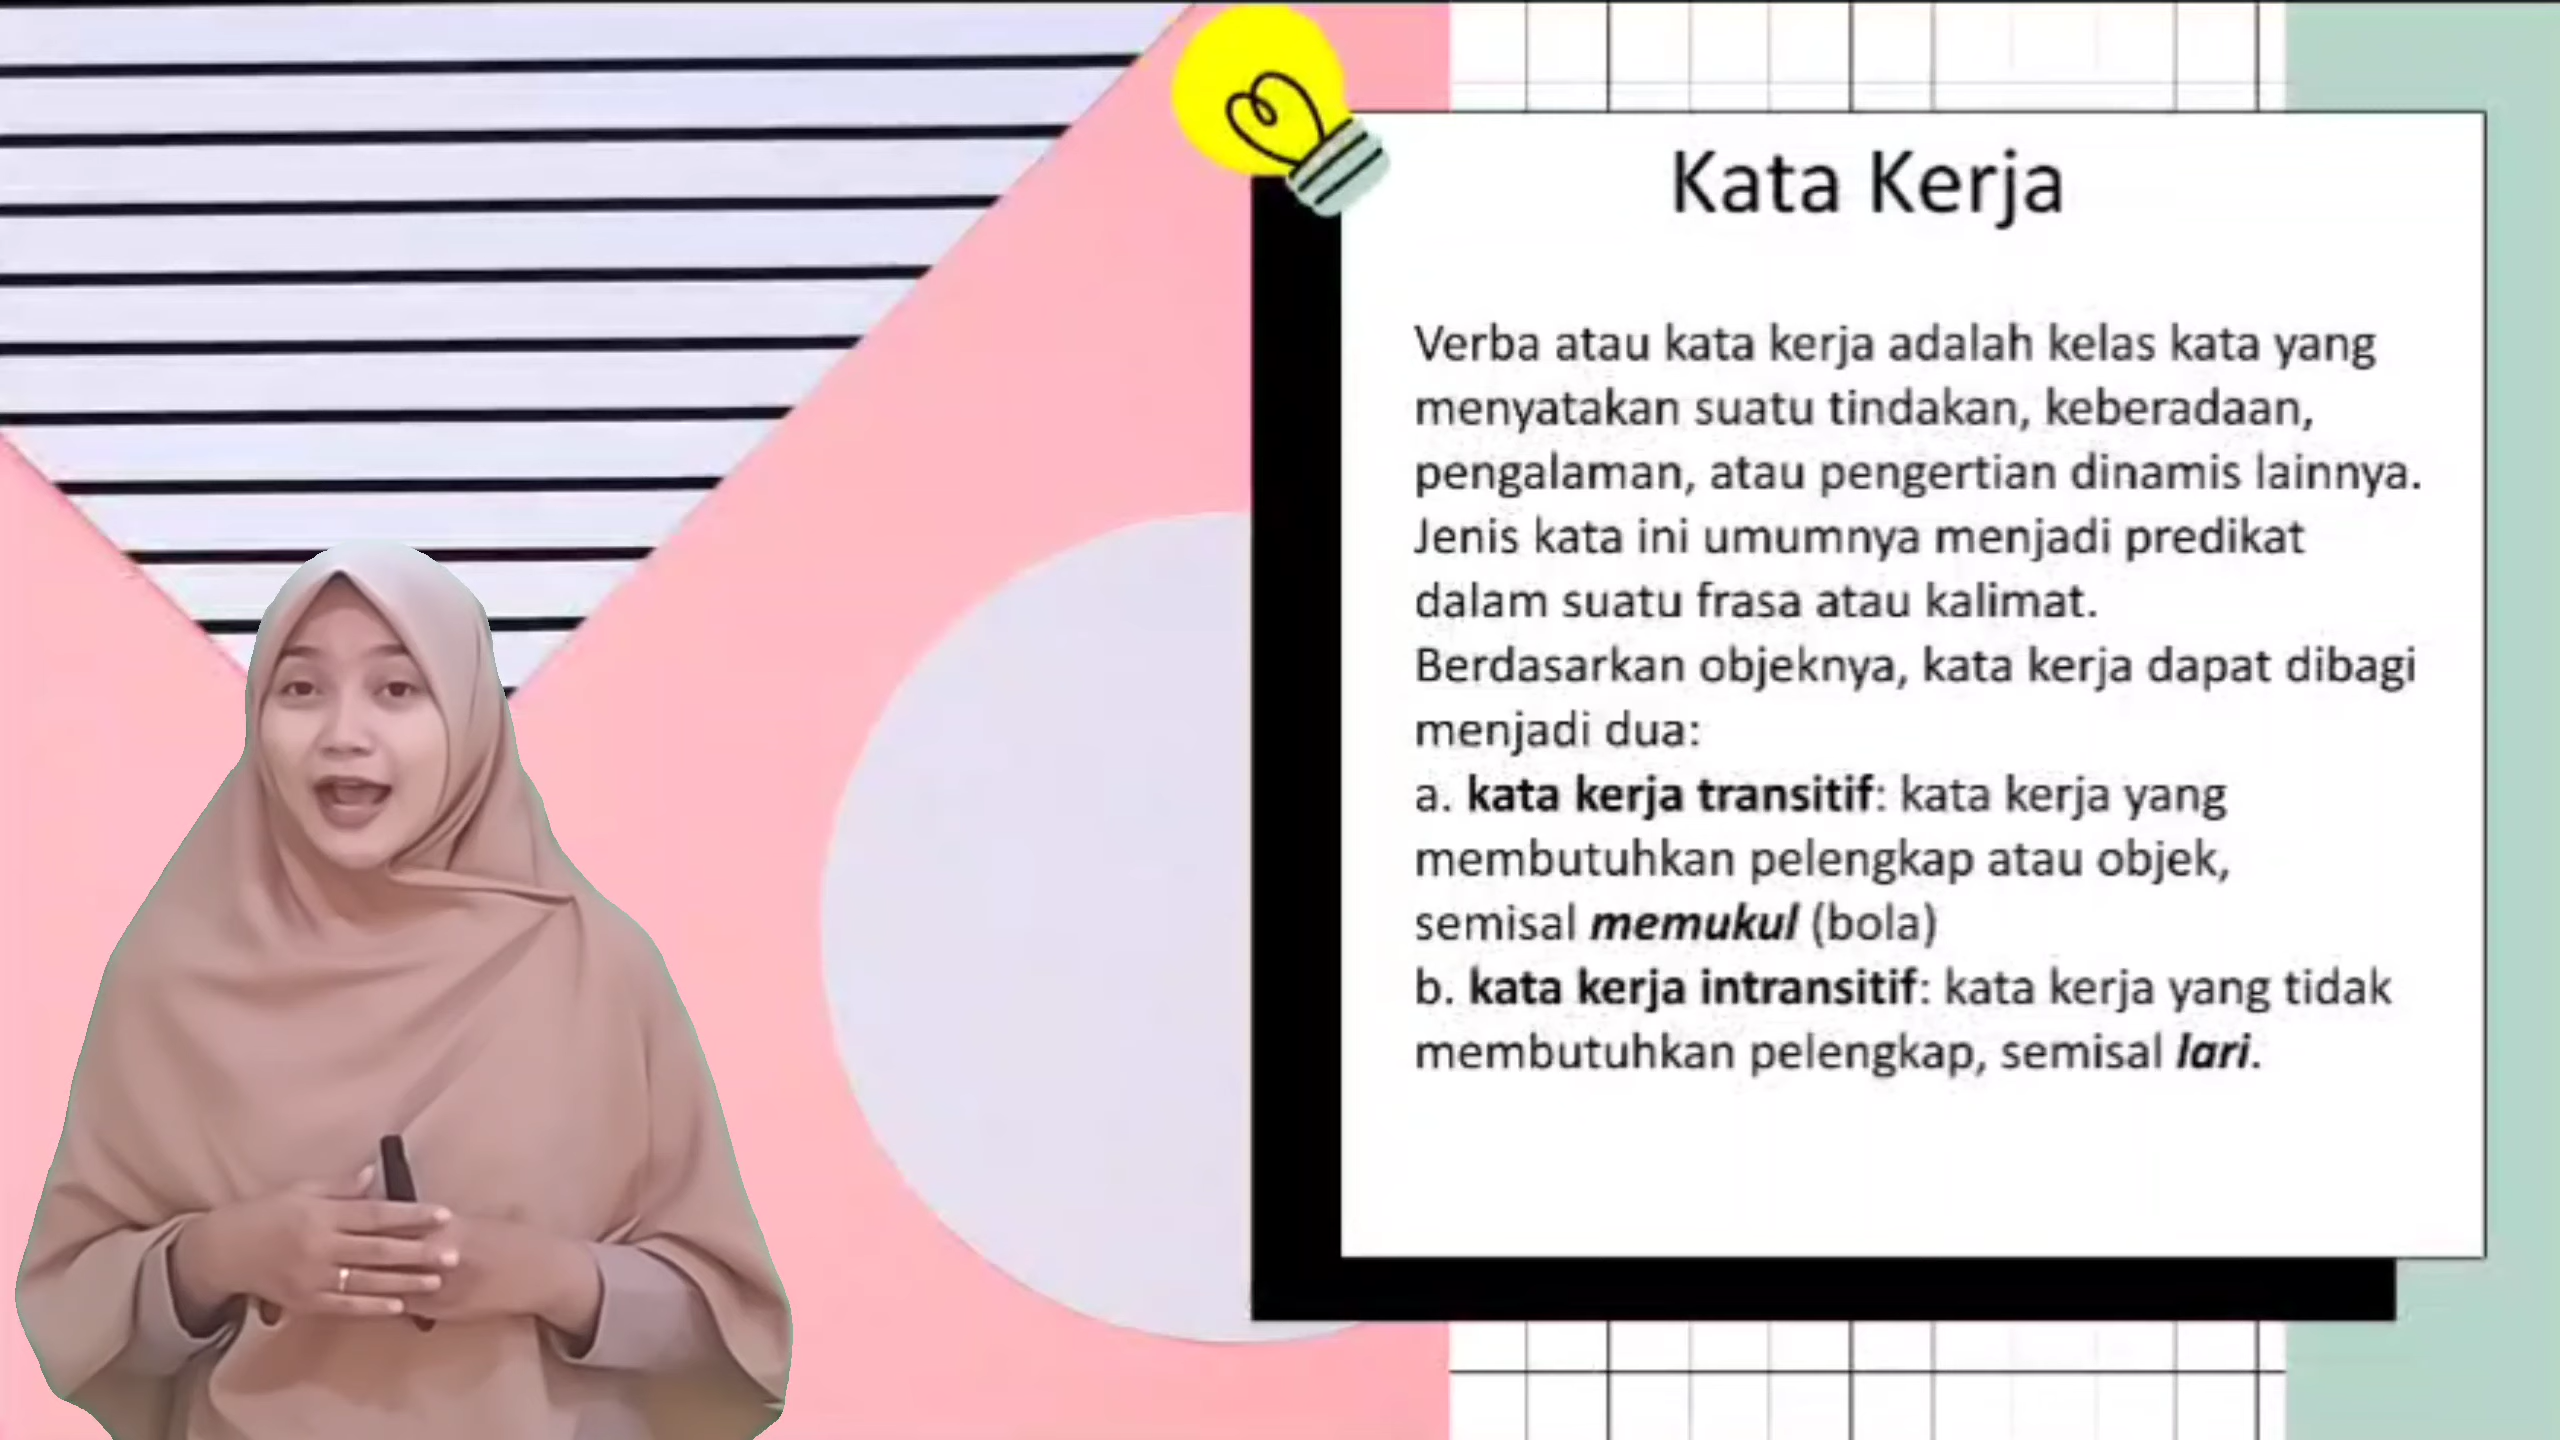 Kata Kerja
Verba atau kata kerja adalah kelas kata yang
menyatakan suatu tindakan, keberadaan,
pengalaman, atau pengertian dinamis lainnya.
Jenis kata ini umumnya menjadi predikat
dalam suatu frasa atau kalimat.
Berdasarkan objeknya, kata kerja dapat dibagi
menjadi dua:
a. kata kerja transitif: kata kerja yang
membutuhkan pelengkap atau objek,
semisal memukul (bola)
b. kata kerja intransitif: kata kerja yang tidak
membutuhkan pelengkap, semisal lari.